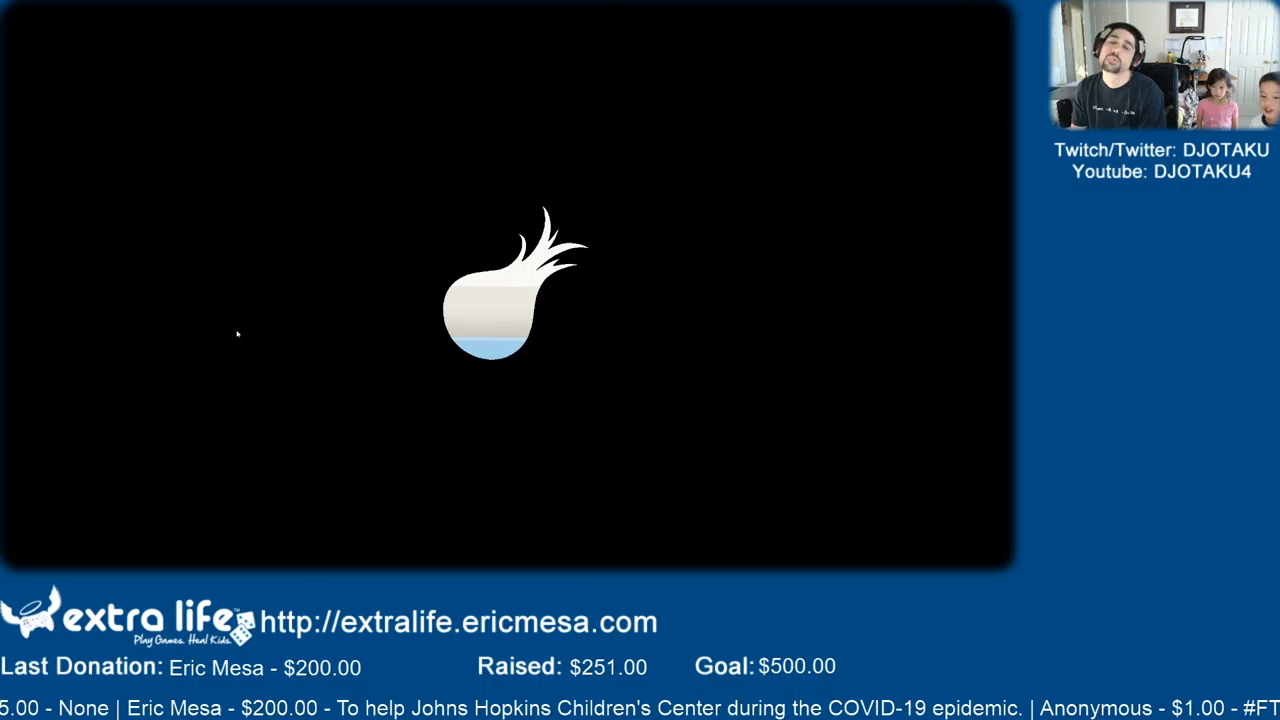 Twitch/Twitter: DJOTAKU
Youtube: DJOTAKU4
extra life
Play Games. Heal Kids.
http://extralife.ericmesa.com
Last Donation: Eric Mesa - $200.00
Raised: $251.00
Goal: $500.00
5.00 - None | Eric Mesa - $200.00 - To help Johns Hopkins Children's Center during the COVID-19 epidemic. | Anonymous - $1.00 - #FT